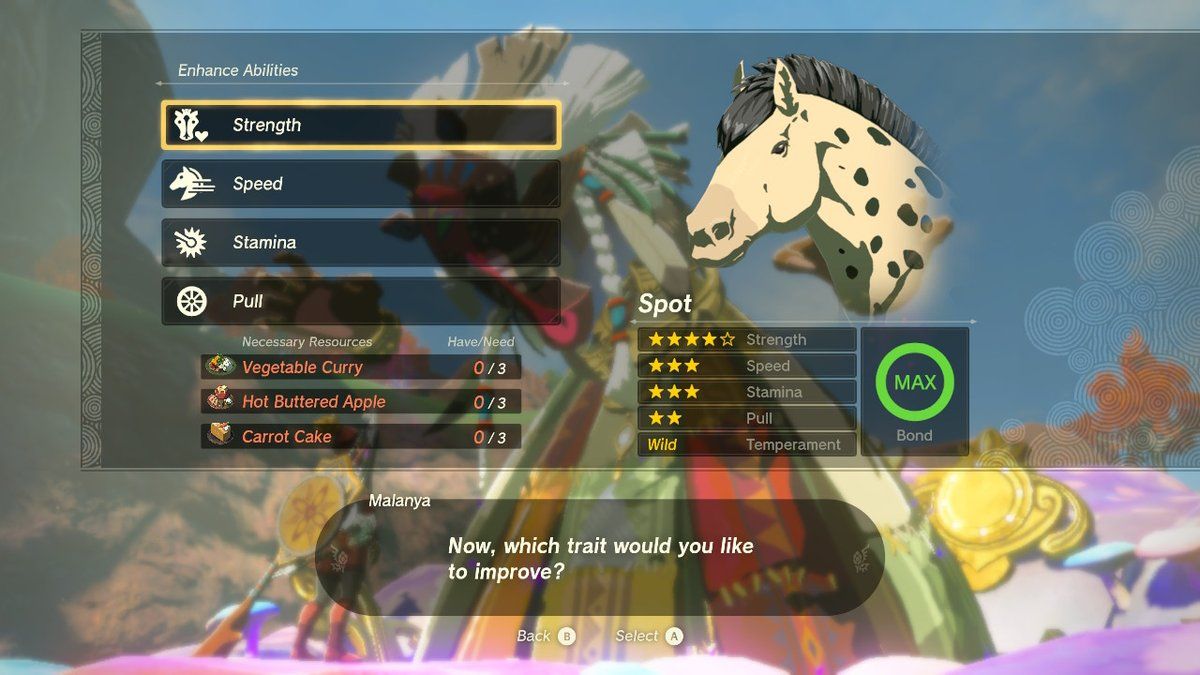 Enhance Abilities
Strength
Speed
Stamina
Pull
Necessary Resources Have/Need
Vegetable Curry 0/3
Hot Buttered Apple 0/3
Carrot Cake 0/3
Spot
★★★★☆ Strength
★★★ Speed
★★★ Stamina
★★ Pull
Wild Temperament
MAX
Bond
Malanya
Now, which trait would you like
to improve?
Back B Select A